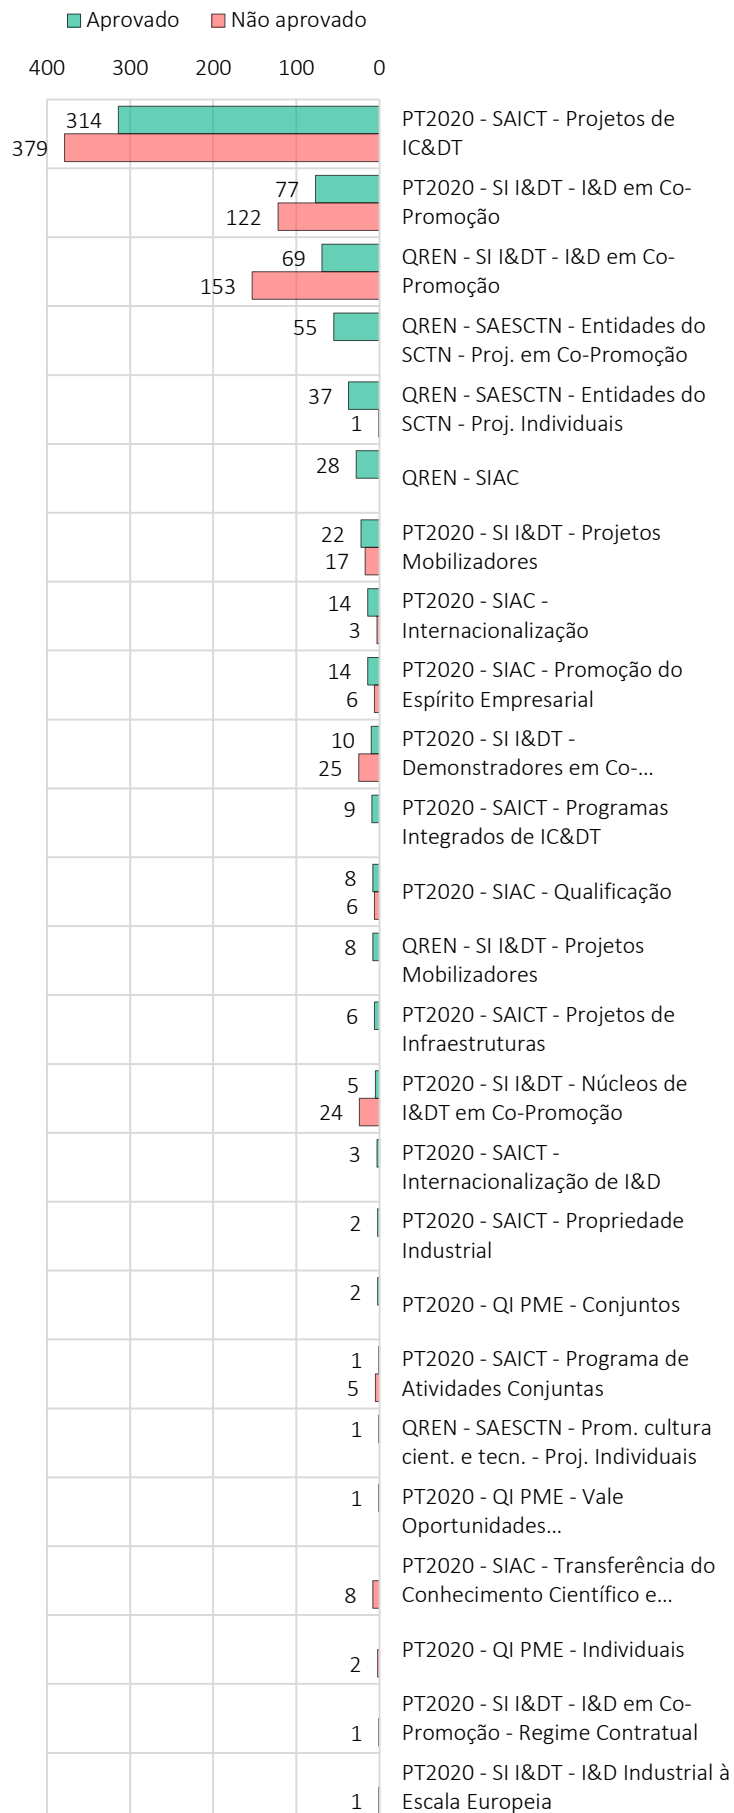 Aprovado Não aprovado
400 300 200 100 0
314 PT2020 - SAICT - Projetos de
379 IC&DT
77 PT2020 - SI I&DT - I&D em Co-
122 Promoção
69 QREN - SI I&DT - I&D em Co-
153 Promoção
55 QREN - SAESCTN - Entidades do
SCTN - Proj. em Co-Promoção
37 QREN - SAESCTN - Entidades do
1 SCTN - Proj. Individuais
28
QREN - SIAC
22 PT2020 - SI I&DT - Projetos
17 Mobilizadores
14 PT2020 - SIAC -
3 Internacionalização
14 PT2020 - SIAC - Promoção do
6 Espírito Empresarial
10 PT2020 - SI I&DT -
25 Demonstradores em Co-...
9 PT2020 - SAICT - Programas
Integrados de IC&DT
8
PT2020 - SIAC - Qualificação
6
8 QREN - SI I&DT - Projetos
Mobilizadores
6 PT2020 - SAICT - Projetos de
Infraestruturas
5 PT2020 - SI I&DT - Núcleos de
24 I&DT em Co-Promoção
3 PT2020 - SAICT -
Internacionalização de I&D
2 PT2020 - SAICT - Propriedade
Industrial
2
PT2020 - QI PME - Conjuntos
1 PT2020 - SAICT - Programa de
5 Atividades Conjuntas
1 QREN - SAESCTN - Prom. cultura
cient. e tecn. - Proj. Individuais
1 PT2020 - QI PME - Vale
Oportunidades...
PT2020 - SIAC - Transferência do
8 Conhecimento Científico e...
PT2020 - QI PME - Individuais
2
PT2020 - SI I&DT - I&D em Co-
1 Promoção - Regime Contratual
PT2020 - SI I&DT - I&D Industrial à
1 Escala Europeia